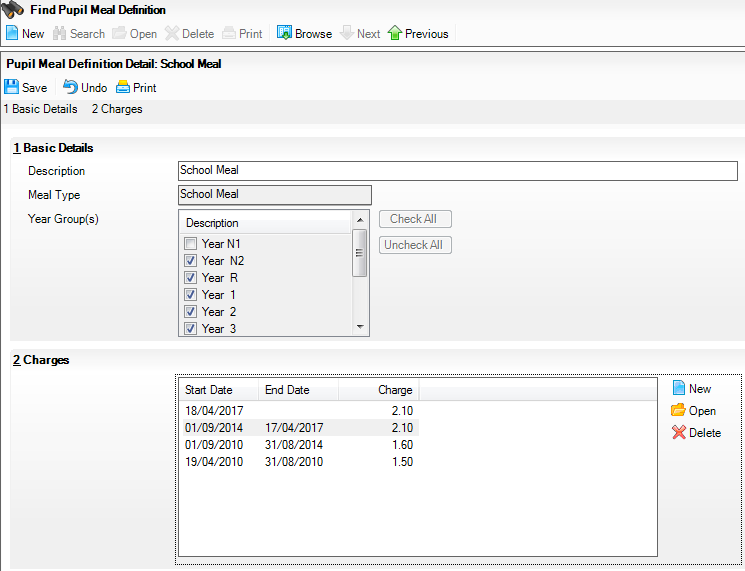 Find Pupil Meal Definition
New Search Open Delete Print Browse Next Previous
Pupil Meal Definition Detail: School Meal
Save Undo Print
1 Basic Details 2 Charges
1 Basic Details
Description School Meal
Meal Type School Meal
Year Group(s) Description Check All
Year N1 Uncheck All
Year N2
Year R
Year 1
Year 2
Year 3
2 Charges
Start Date End Date Charge New
18/04/2017 2.10 Open
01/09/2014 17/04/2017 2.10 Delete
01/09/2010 31/08/2014 1.60
19/04/2010 31/08/2010 1.50